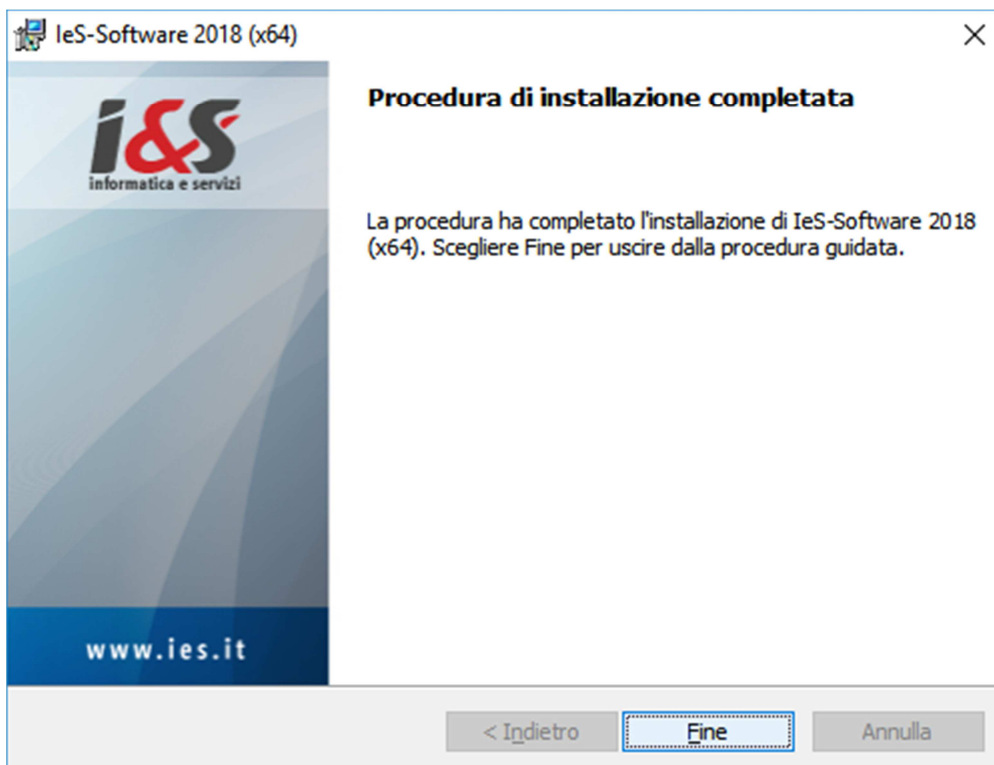 IeS-Software 2018 (x64)
i&S
informatica e servizi
Procedura di installazione completata
La procedura ha completato l'installazione di IeS-Software 2018
(x64). Scegliere Fine per uscire dalla procedura guidata.
www.ies.it
< Indietro
Fine
Annulla